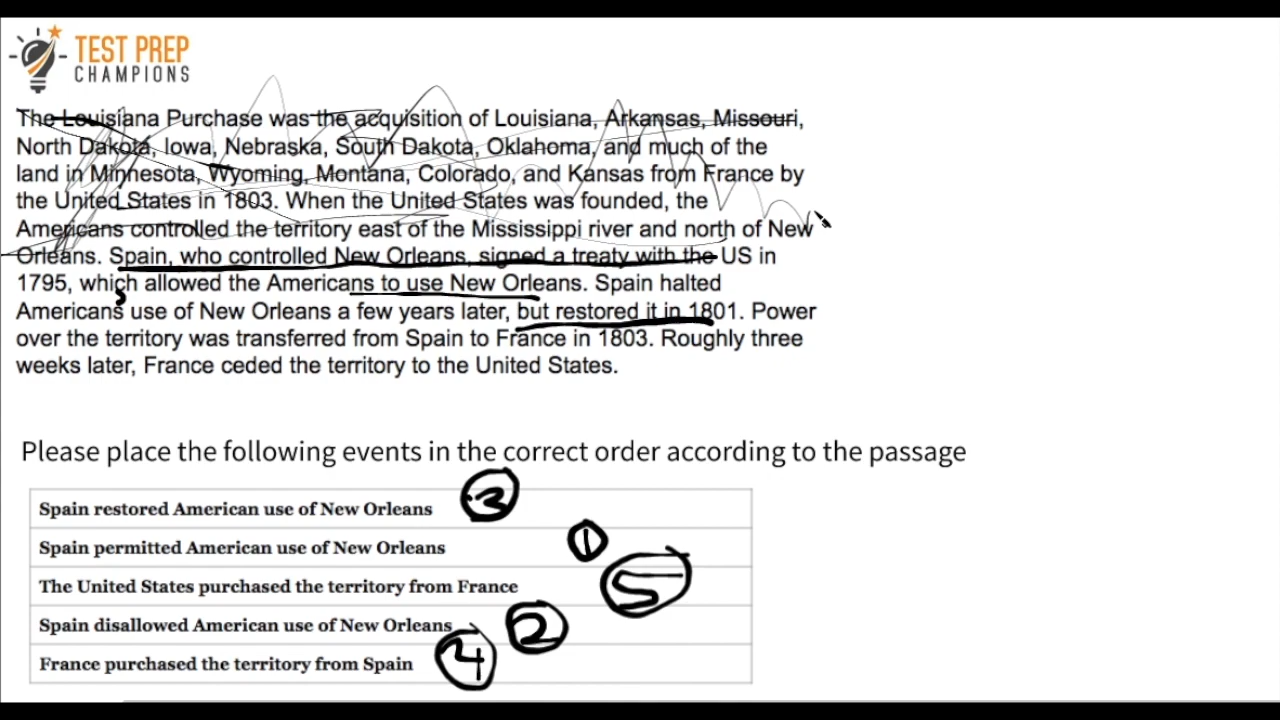 TEST PREP
CHAMPIONS
The Louisiana Purchase was the acquisition of Louisiana, Arkansas, Missouri,
North Dakota, Iowa, Nebraska, South Dakota, Oklahoma, and much of the
land in Minnesota, Wyoming, Montana, Colorado, and Kansas from France by
the United States in 1803. When the United States was founded, the
Americans controlled the territory east of the Mississippi river and north of New
Orleans. Spain, who controlled New Orleans, signed a treaty with the US in
1795, which allowed the Americans to use New Orleans. Spain halted
Americans use of New Orleans a few years later, but restored it in 1801. Power
over the territory was transferred from Spain to France in 1803. Roughly three
weeks later, France ceded the territory to the United States.
Please place the following events in the correct order according to the passage
Spain restored American use of New Orleans 3
Spain permitted American use of New Orleans 1
The United States purchased the territory from France 5
Spain disallowed American use of New Orleans 2
France purchased the territory from Spain 4